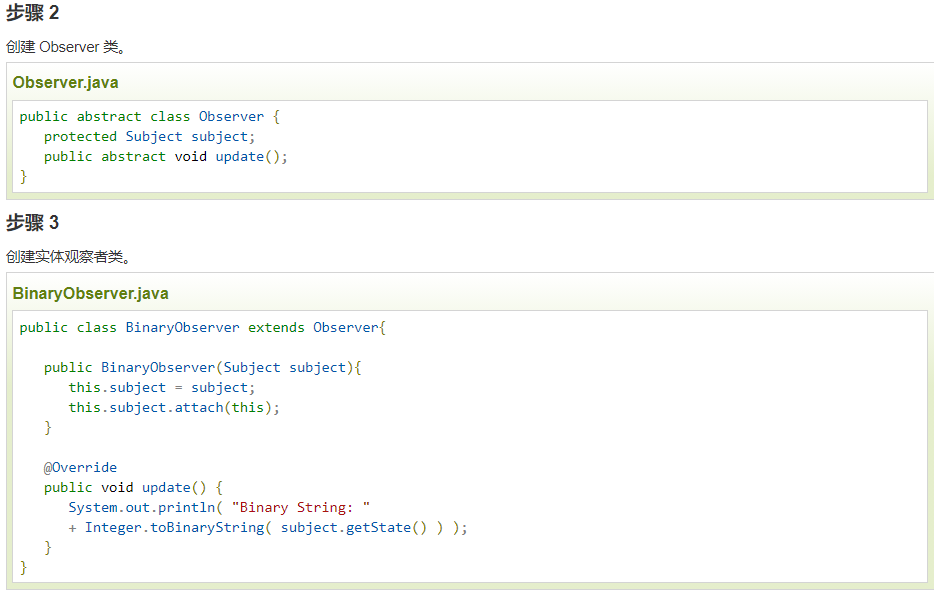 步骤 2
创建 Observer 类。
Observer.java
public abstract class Observer {
   protected Subject subject;
   public abstract void update();
}
步骤 3
创建实体观察者类。
BinaryObserver.java
public class BinaryObserver extends Observer{
   public BinaryObserver(Subject subject){
      this.subject = subject;
      this.subject.attach(this);
   }
   @Override
   public void update() {
      System.out.println( "Binary String: "
      + Integer.toBinaryString( subject.getState() ) );
   }
}